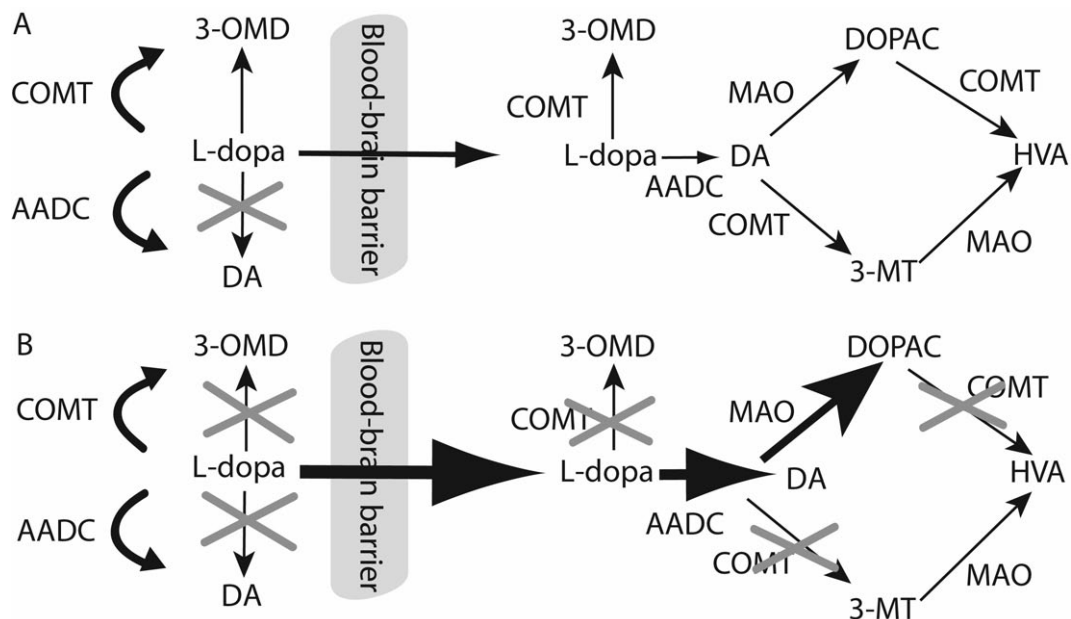 A
3-OMD
COMT
L-dopa
AADC
DA
Blood-brain barrier
3-OMD
COMT
L-dopa
AADC
DA
MAO
DOPAC
COMT
HVA
COMT
3-MT
MAO
B
3-OMD
COMT
L-dopa
AADC
DA
Blood-brain barrier
3-OMD
COMT
L-dopa
AADC
DA
MAO
DOPAC
COMT
HVA
COMT
3-MT
MAO